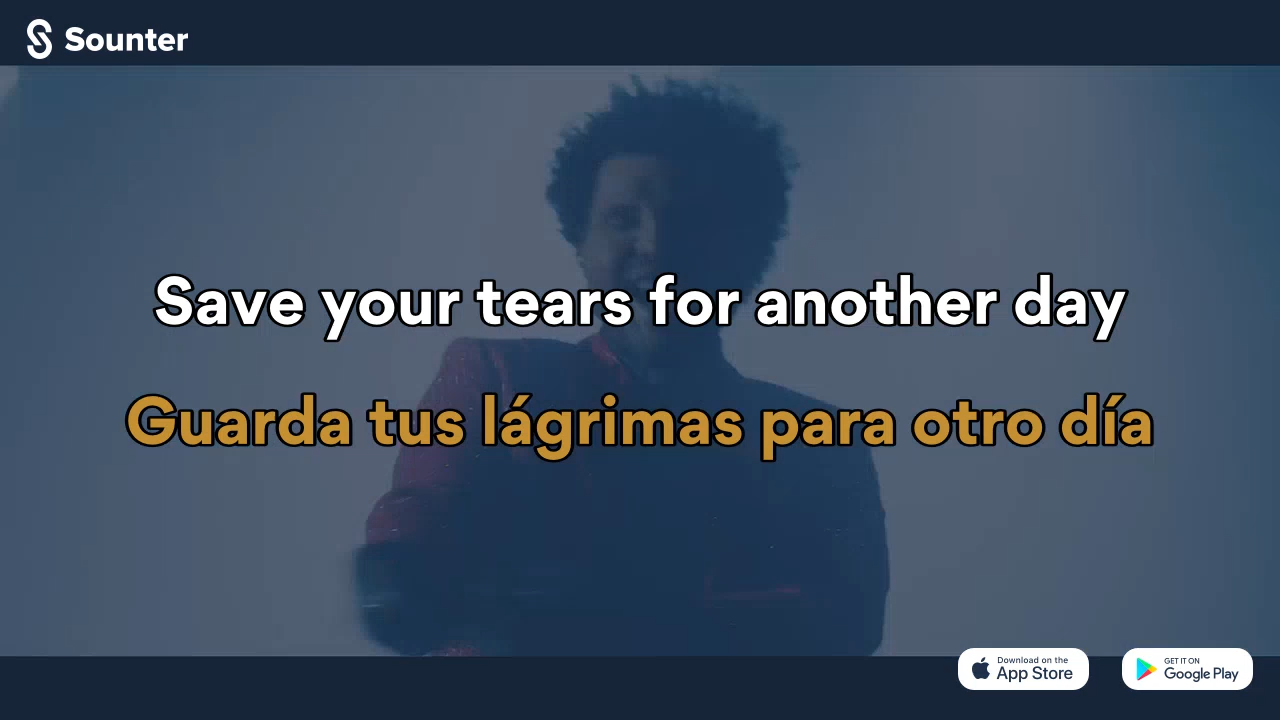 Sounter
Save your tears for another day
Guarda tus lágrimas para otro día
Download on the
App Store
GET IT ON
Google Play